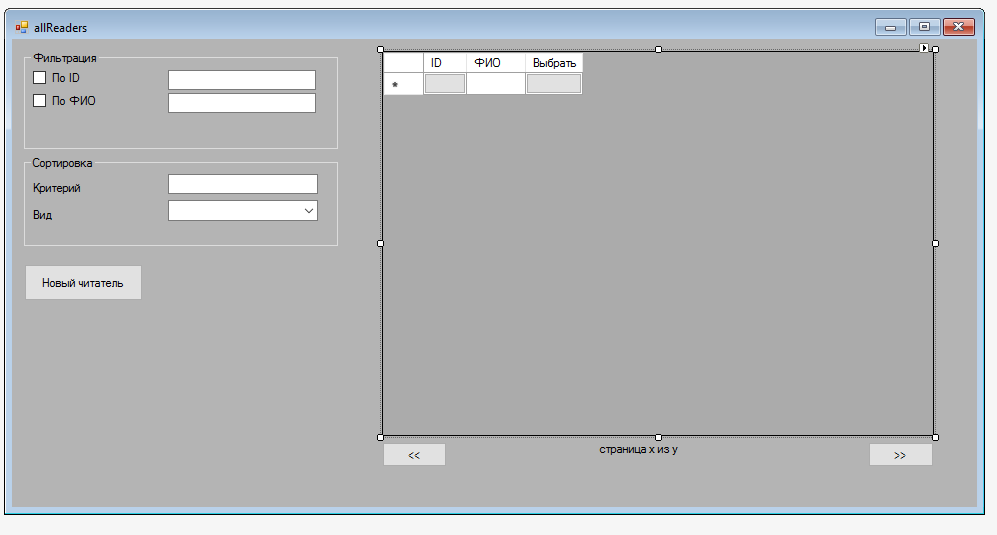 allReaders
Фильтрация
По ID
По ФИО
Сортировка
Критерий
Вид
Новый читатель
ID ФИО Выбрать
*
<< страница x из y >>